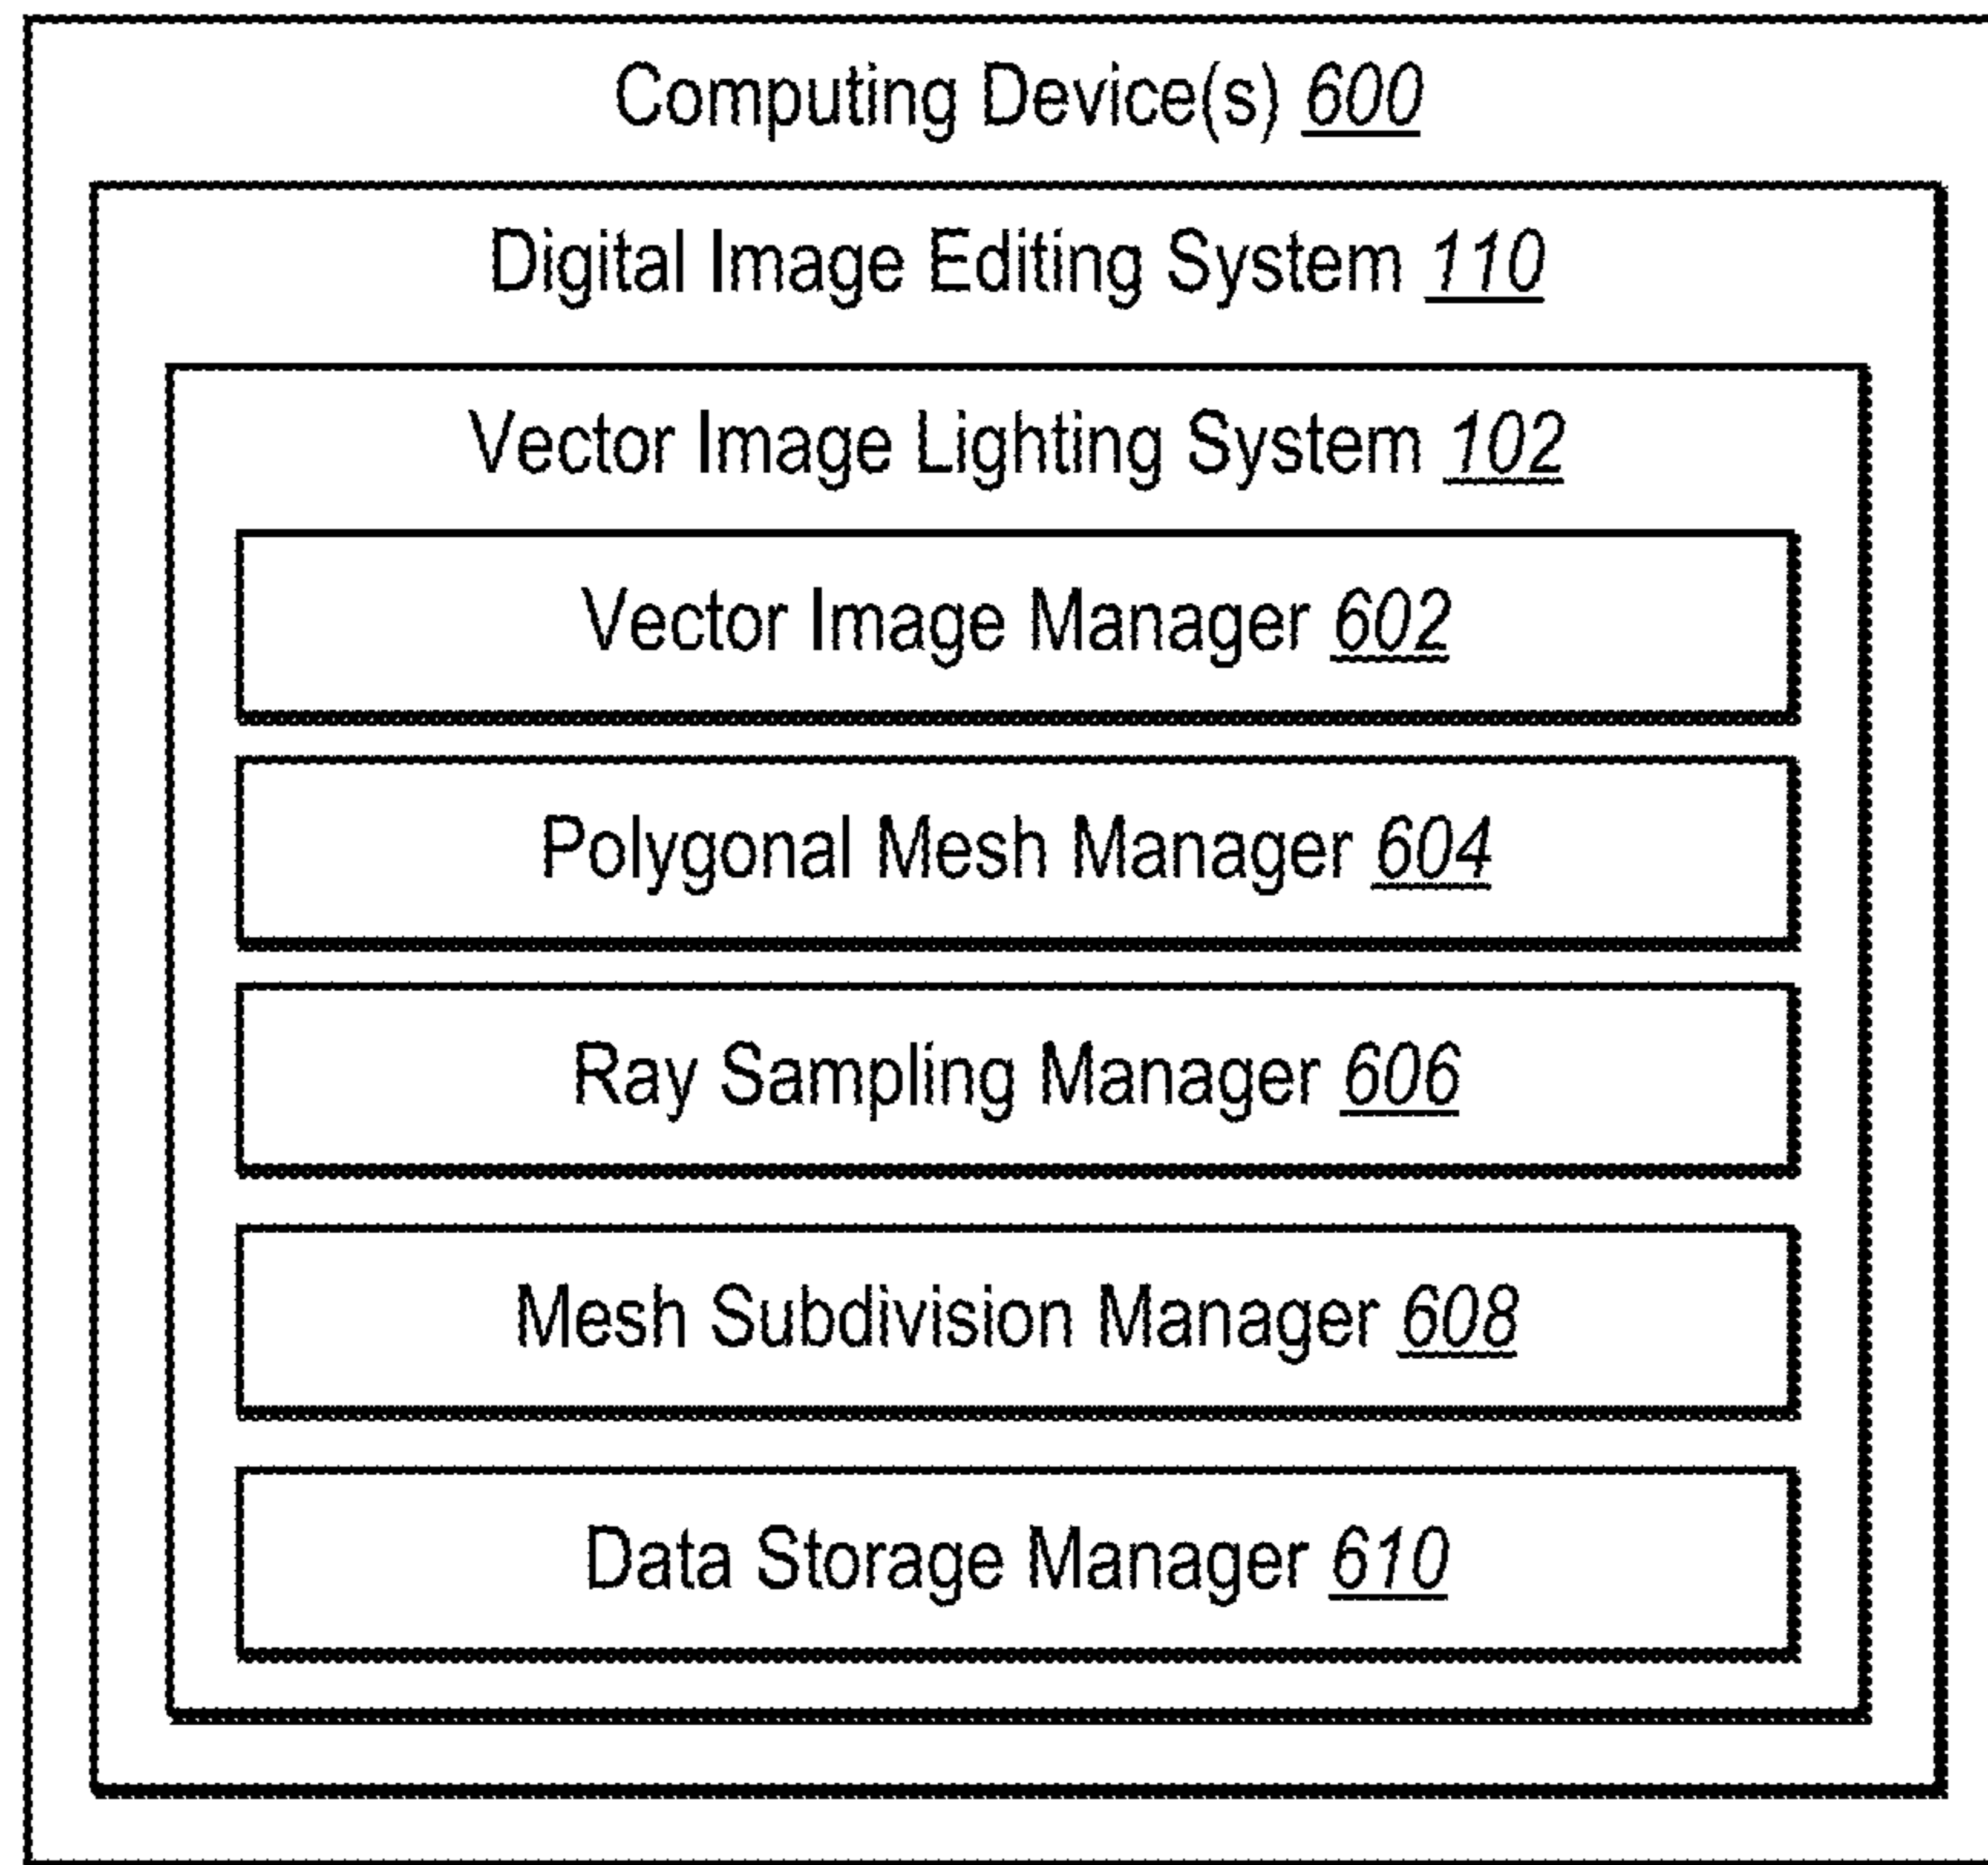 Computing Device(s) 600
Digital Image Editing System 110
Vector Image Lighting System 102
Vector Image Manager 602
Polygonal Mesh Manager 604
Ray Sampling Manager 606
Mesh Subdivision Manager 608
Data Storage Manager 610